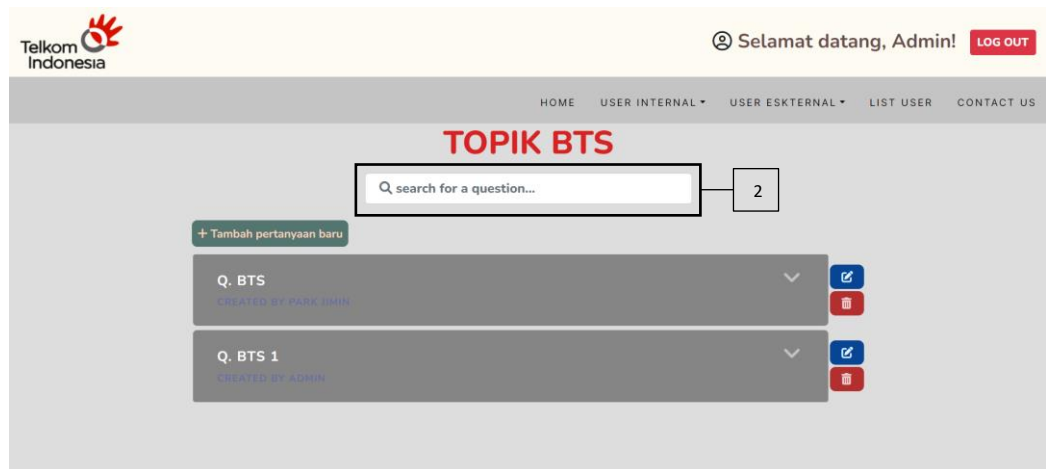 Telkom
Indonesia
Selamat datang, Admin!
LOG OUT
HOME USER INTERNAL USER ESKTERNAL LIST USER CONTACT US
TOPIK BTS
search for a question...
2
+ Tambah pertanyaan baru
Q. BTS
CREATED BY PARK JIMIN
Q. BTS 1
CREATED BY ADMIN